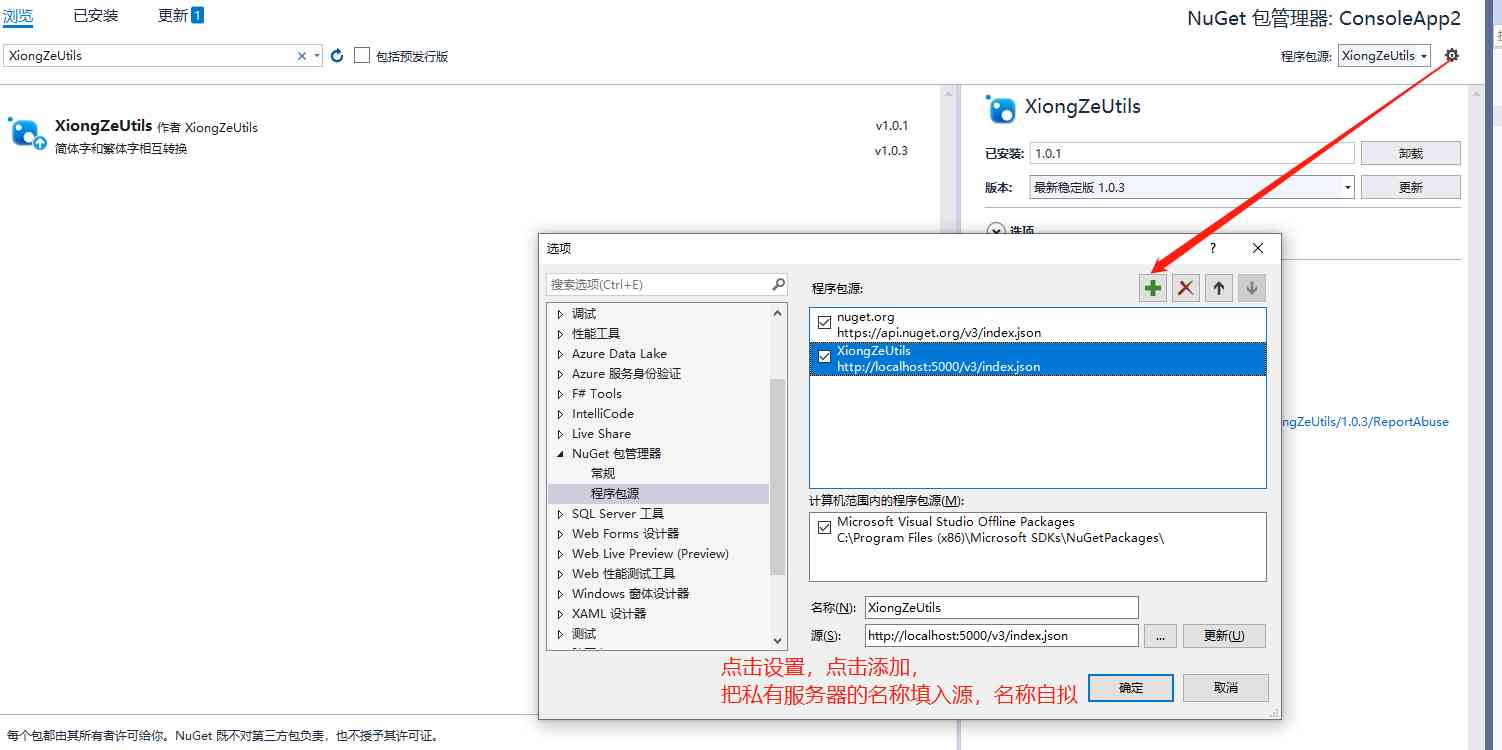 浏览 已安装 更新 1
NuGet 包管理器: ConsoleApp2
XiongZeUtils
包括预发行版
程序包源: XiongZeUtils
XiongZeUtils 作者 XiongZeUtils
v1.0.1
简体字和繁体字相互转换
v1.0.3
XiongZeUtils
已安装: 1.0.1 卸载
版本: 最新稳定版 1.0.3 更新
选项
选项
搜索选项(Ctrl+E)
调试
性能工具
Azure Data Lake
Azure 服务身份验证
F# Tools
IntelliCode
Live Share
NuGet 包管理器
常规
程序包源
SQL Server 工具
Web Forms 设计器
Web Live Preview (Preview)
Web 性能测试工具
Windows 窗体设计器
XAML 设计器
测试
程序包源:
nuget.org
https://api.nuget.org/v3/index.json
XiongZeUtils
http://localhost:5000/v3/index.json
计算机范围内的程序包源(M):
Microsoft Visual Studio Offline Packages
C:\Program Files (x86)\Microsoft SDKs\NuGetPackages\
名称(N): XiongZeUtils
源(S): http://localhost:5000/v3/index.json ... 更新(U)
点击设置，点击添加，
把私有服务器的名称填入源，名称自拟
确定 取消
ngZeUtils/1.0.3/ReportAbuse
每个包都由其所有者许可给你。NuGet 既不对第三方包负责，也不授予其许可证。